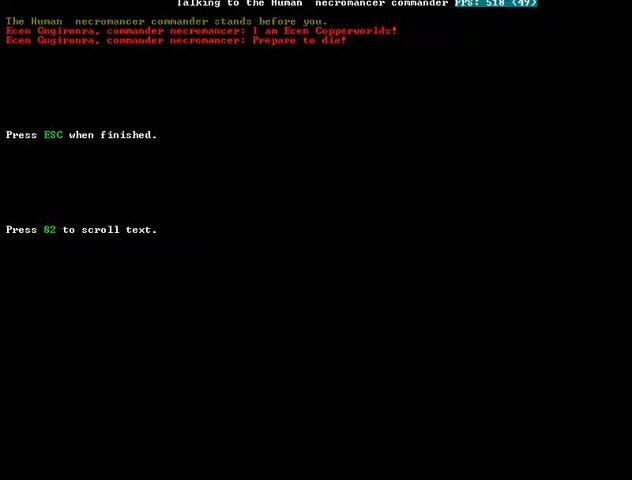 Talking to the Human necromancer commander FPS: 518 (49)
The Human necromancer commander stands before you.
Ecen Gugironra, commander necromancer: I am Ecen Copperworlds!
Ecen Gugironra, commander necromancer: Prepare to die!
Press ESC when finished.
Press 82 to scroll text.